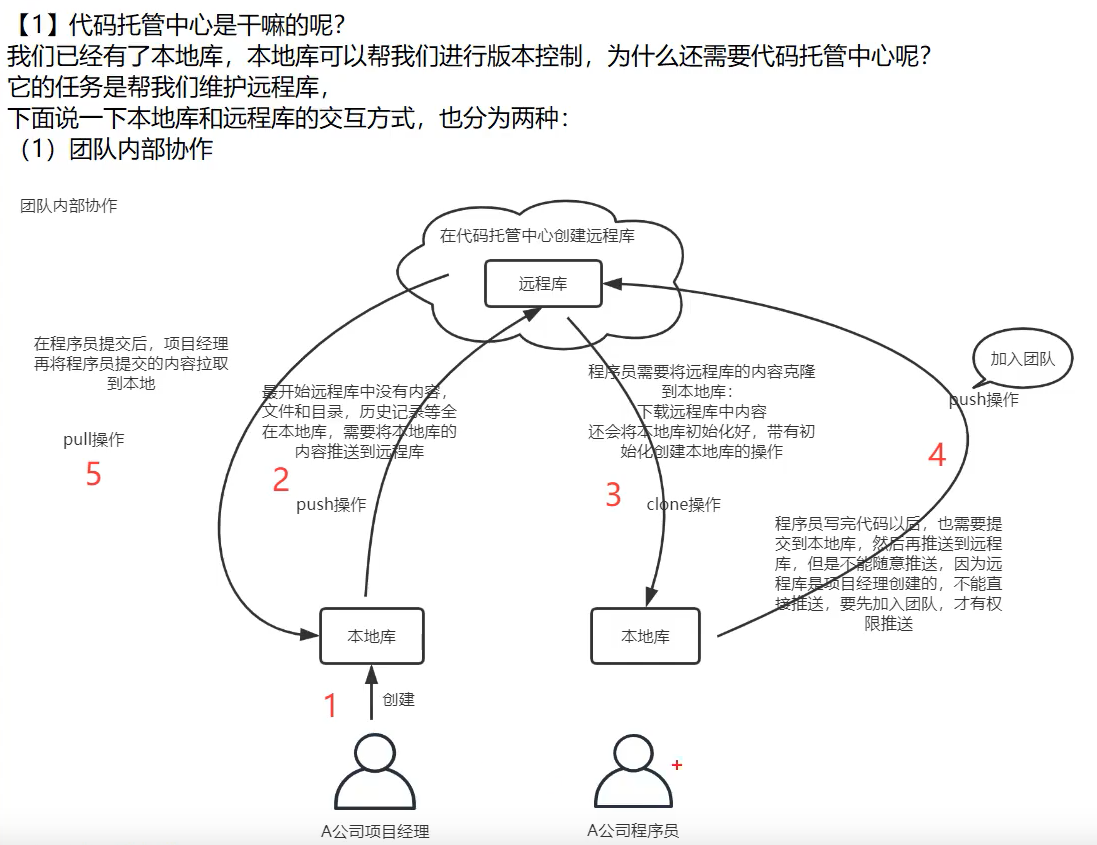 【1】代码托管中心是干嘛的呢？
我们已经有了本地库，本地库可以帮我们进行版本控制，为什么还需要代码托管中心呢？
它的任务是帮我们维护远程库，
下面说一下本地库和远程库的交互方式，也分为两种：
（1）团队内部协作
团队内部协作
在代码托管中心创建远程库
远程库
在程序员提交后，项目经理
再将程序员提交的内容拉取
到本地
pull操作
5
最开始远程库中没有内容，
文件和目录，历史记录等全
在本地库，需要将本地库的
内容推送到远程库
2
push操作
程序员需要将远程库的内容克隆
到本地库：
下载远程库中内容
还会将本地库初始化好，带有初
始化创建本地库的操作
3
clone操作
加入团队
push操作
4
程序员写完代码以后，也需要提
交到本地库，然后再推送到远程
库，但是不能随意推送，因为远
程库是项目经理创建的，不能直
接推送，要先加入团队，才有权
限推送
本地库
本地库
1
创建
A公司项目经理
A公司程序员